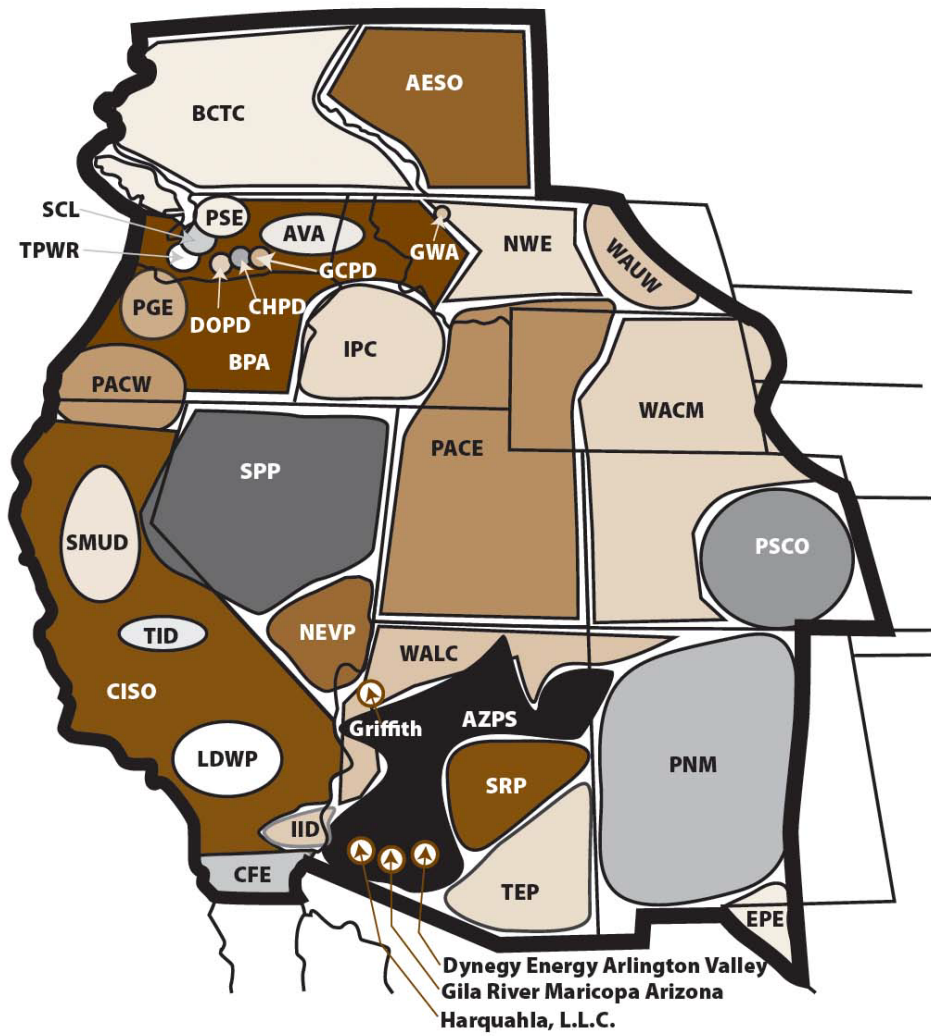 AESO
BCTC
SCL
PSE
TPWR
AVA
GWA
NWE
WAUW
GCPD
PGE
CHPD
DOPD
BPA
IPC
PACW
WACM
PACE
SPP
SMUD
PSCO
TID
NEVP
WALC
CISO
Griffith
AZPS
LDWP
SRP
PNM
IID
CFE
TEP
EPE
Dynegy Energy Arlington Valley
Gila River Maricopa Arizona
Harquahla, L.L.C.